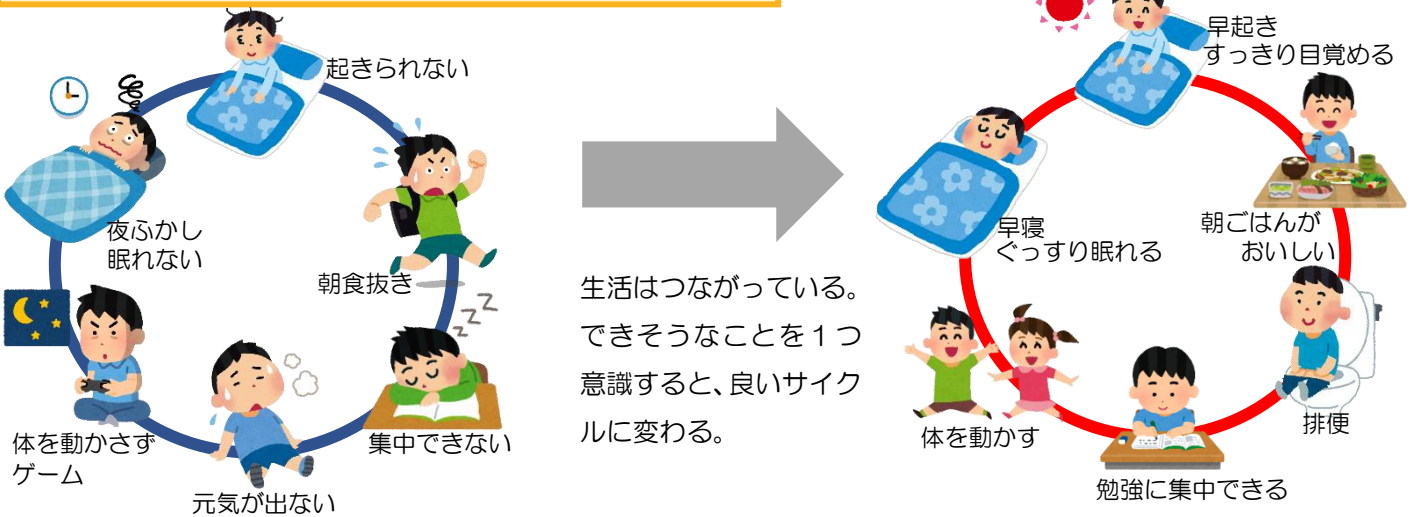 起きられない
朝食抜き
集中できない
元気が出ない
体を動かさず
ゲーム
夜ふかし
眠れない
生活はつながっている。
できそうなことを1つ
意識すると、良いサイク
ルに変わる。
早起き
すっきり目覚める
朝ごはんが
おいしい
排便
勉強に集中できる
体を動かす
早寝
ぐっすり眠れる